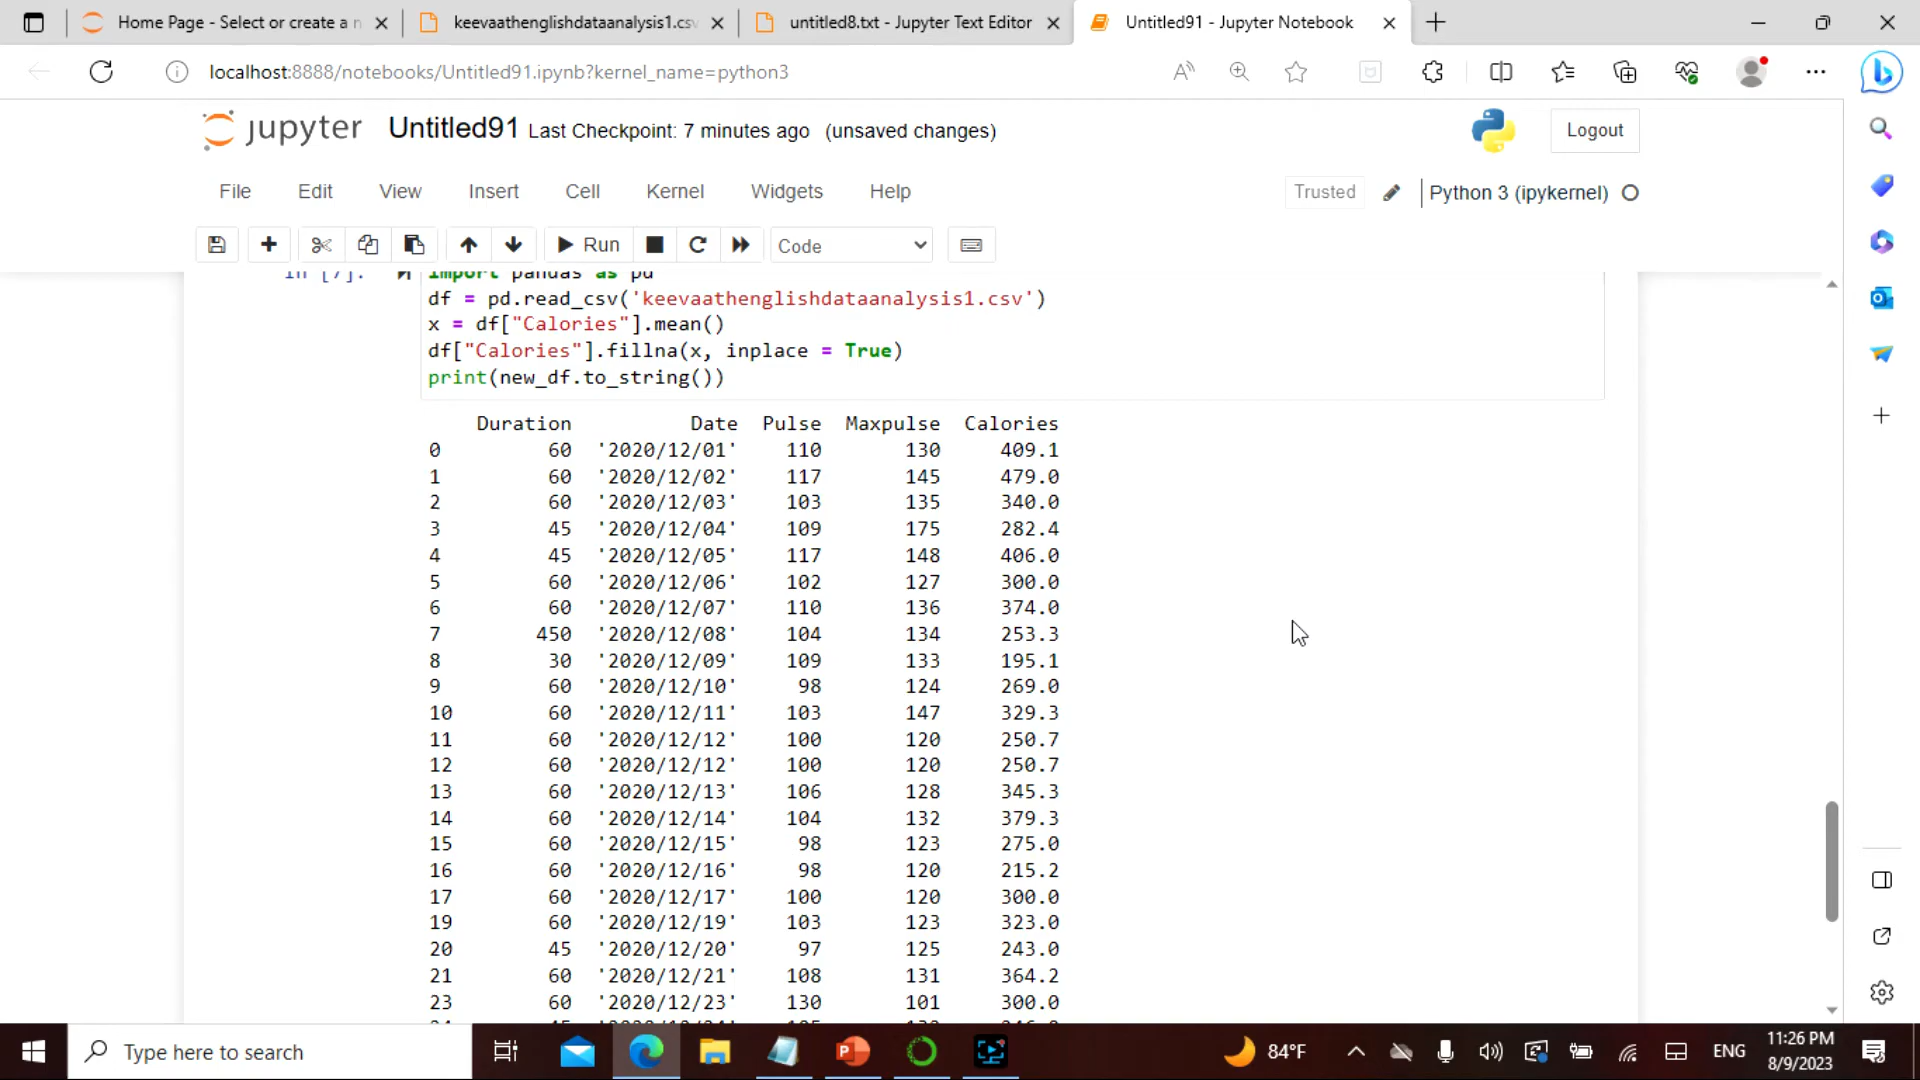 Home Page - Select or create a n
keevaathenglishdataanalysis1.csv
untitled8.txt - Jupyter Text Editor
Untitled91 - Jupyter Notebook
localhost:8888/notebooks/Untitled91.ipynb?kernel_name=python3
jupyter Untitled91 Last Checkpoint: 7 minutes ago (unsaved changes)
Logout
File Edit View Insert Cell Kernel Widgets Help
Trusted
Python 3 (ipykernel)
Run
Code
In [7]:
import pandas as pd
df = pd.read_csv('keevaathenglishdataanalysis1.csv')
x = df["Calories"].mean()
df["Calories"].fillna(x, inplace = True)
print(new_df.to_string())
Duration Date Pulse Maxpulse Calories
0 60 '2020/12/01' 110 130 409.1
1 60 '2020/12/02' 117 145 479.0
2 60 '2020/12/03' 103 135 340.0
3 45 '2020/12/04' 109 175 282.4
4 45 '2020/12/05' 117 148 406.0
5 60 '2020/12/06' 102 127 300.0
6 60 '2020/12/07' 110 136 374.0
7 450 '2020/12/08' 104 134 253.3
8 30 '2020/12/09' 109 133 195.1
9 60 '2020/12/10' 98 124 269.0
10 60 '2020/12/11' 103 147 329.3
11 60 '2020/12/12' 100 120 250.7
12 60 '2020/12/12' 100 120 250.7
13 60 '2020/12/13' 106 128 345.3
14 60 '2020/12/14' 104 132 379.3
15 60 '2020/12/15' 98 123 275.0
16 60 '2020/12/16' 98 120 215.2
17 60 '2020/12/17' 100 120 300.0
19 60 '2020/12/19' 103 123 323.0
20 45 '2020/12/20' 97 125 243.0
21 60 '2020/12/21' 108 131 364.2
23 60 '2020/12/23' 130 101 300.0
Type here to search
84°F
ENG
11:26 PM
8/9/2023